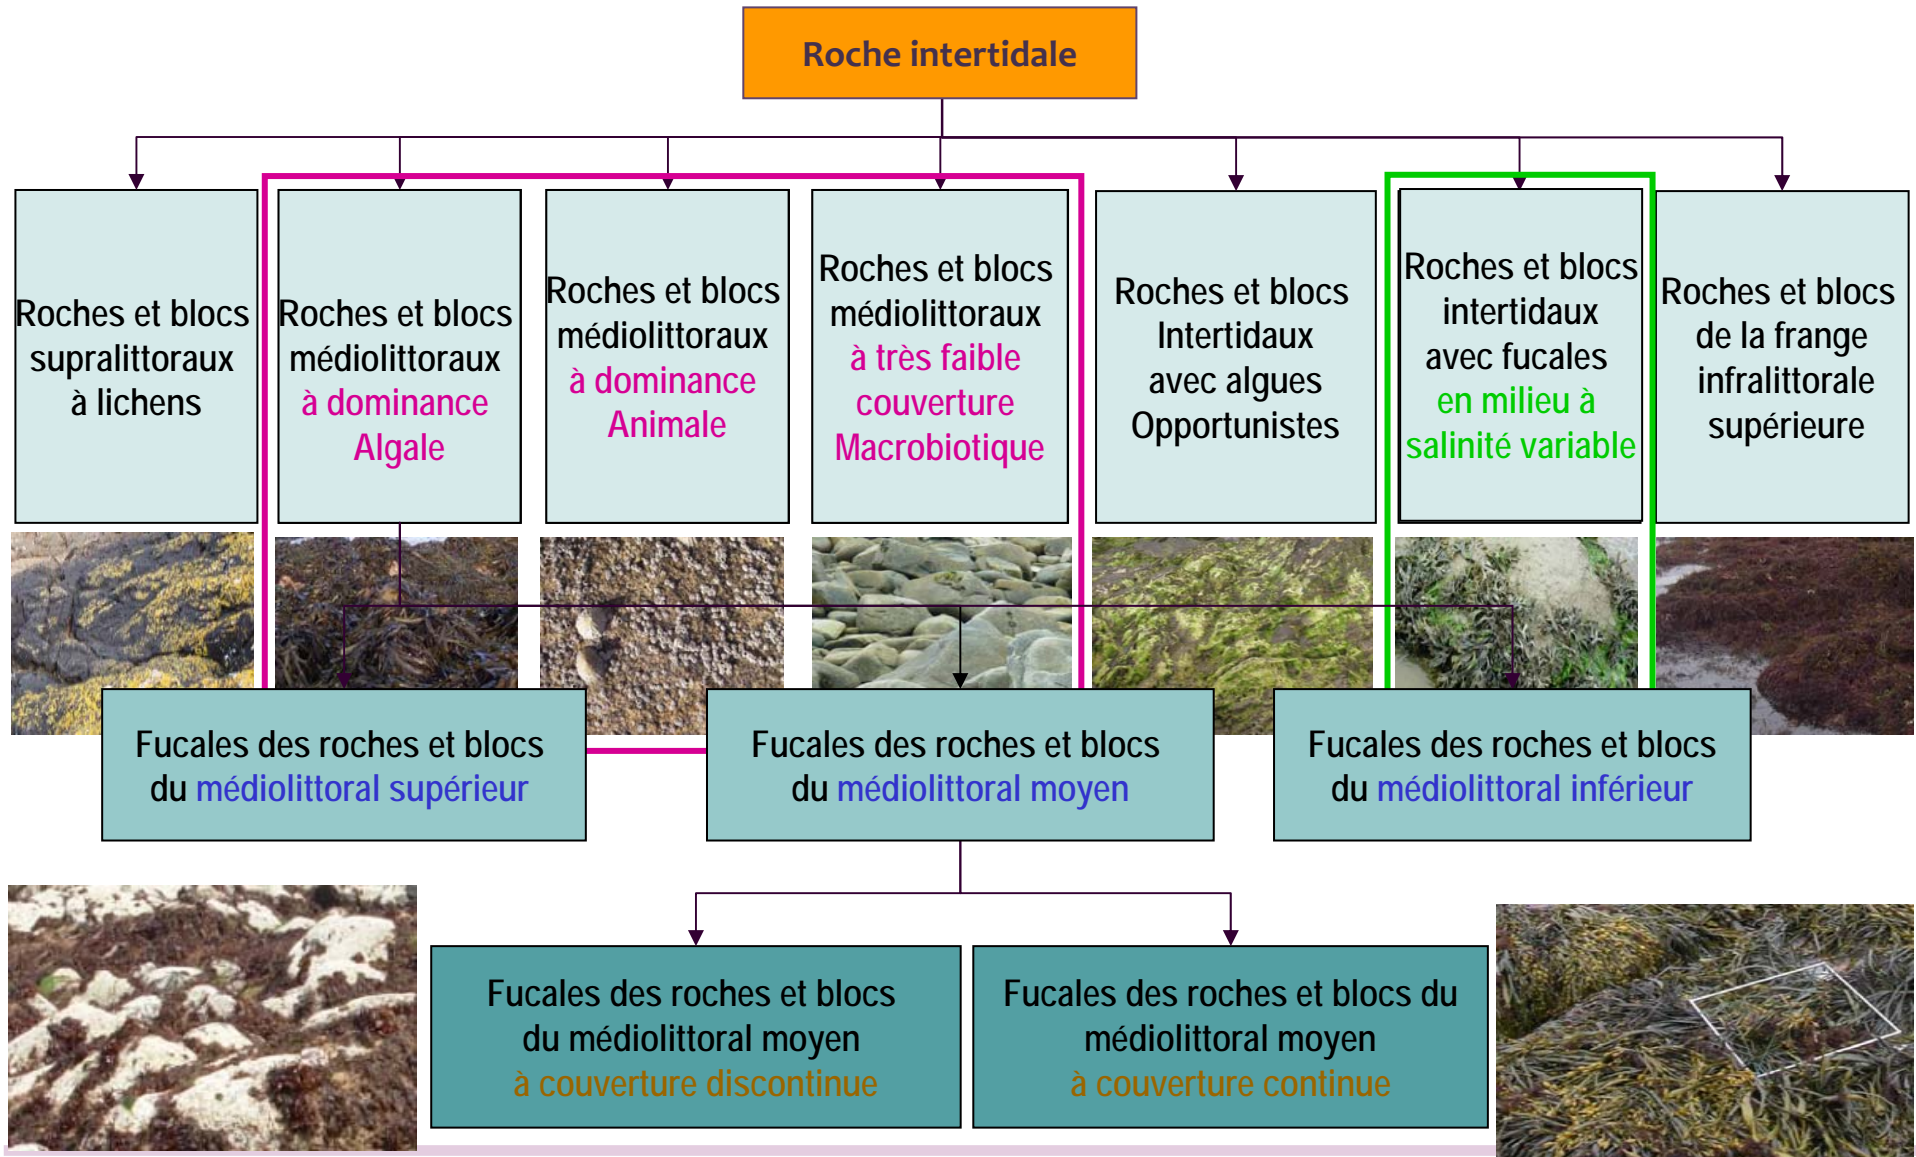 Roche intertidale
Roches et blocs
supralittoraux
à lichens
Roches et blocs
médiolittoraux
à dominance
Algale
Roches et blocs
médiolittoraux
à dominance
Animale
Roches et blocs
médiolittoraux
à très faible
couverture
Macrobiotique
Roches et blocs
Intertidaux
avec algues
Opportunistes
Roches et blocs
intertidaux
avec fucales
en milieu à
salinité variable
Roches et blocs
de la frange
infralittorale
supérieure
Fucales des roches et blocs
du médiolittoral supérieur
Fucales des roches et blocs
du médiolittoral moyen
Fucales des roches et blocs
du médiolittoral inférieur
Fucales des roches et blocs
du médiolittoral moyen
à couverture discontinue
Fucales des roches et blocs du
médiolittoral moyen
à couverture continue